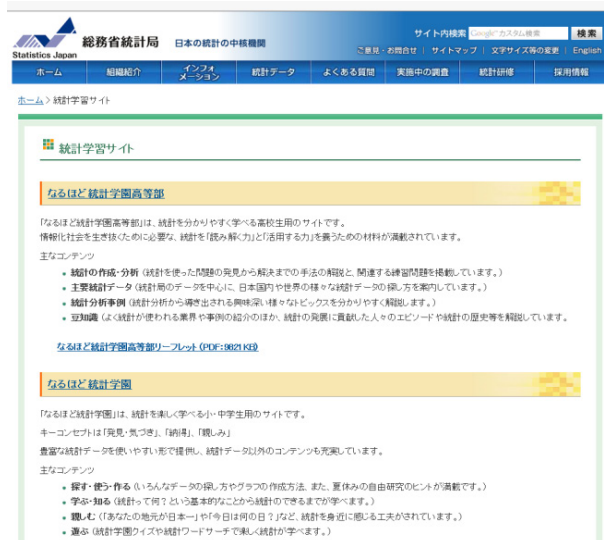 サイト内検索 Google™カスタム検索 検索
総務省統計局 日本の統計の中核機関
Statistics Japan
ご意見・お問合せ | サイトマップ | 文字サイズ等の変更 | English
ホーム 組織紹介 インフォメーション 統計データ よくある質問 実施中の調査 統計研修 採用情報
ホーム > 統計学習サイト
統計学習サイト
なるほど統計学園高等部
「なるほど統計学園高等部」は、統計を分かりやすく学べる高校生用のサイトです。
情報化社会を生き抜くために必要な、統計を「読み解く力」と「活用する力」を養うための材料が満載されています。
主なコンテンツ
• 統計の作成・分析（統計を使った問題の発見から解決までの手法の解説と、関連する練習問題を掲載しています。）
• 主要統計データ（統計局のデータを中心に、日本国内や世界の様々な統計データの探し方を案内しています。）
• 統計分析事例（統計分析から導き出される興味深い様々なトピックスを分かりやすく解説します。）
• 豆知識（よく統計が使われる業界や事例の紹介のほか、統計の発展に貢献した人々のエピソードや統計の歴史等を解説しています。
なるほど統計学園高等部リーフレット（PDF:9821KB）
なるほど統計学園
「なるほど統計学園」は、統計を楽しく学べる小・中学生用のサイトです。
キーコンセプトは「発見・気づき」、「納得」、「親しみ」
豊富な統計データを使いやすい形で提供し、統計データ以外のコンテンツも充実しています。
主なコンテンツ
• 探す・使う・作る（いろんなデータの探し方やグラフの作成方法、また、夏休みの自由研究のヒントが満載です。）
• 学ぶ・知る（統計って何？という基本的なことから統計のできるまでが学べます。）
• 親しむ（「あなたの地元が日本一」や「今日は何の日？」など、統計を身近に感じる工夫がされています。）
• 遊ぶ（統計学園クイズや統計ワードサーチで楽しく統計が学べます。）